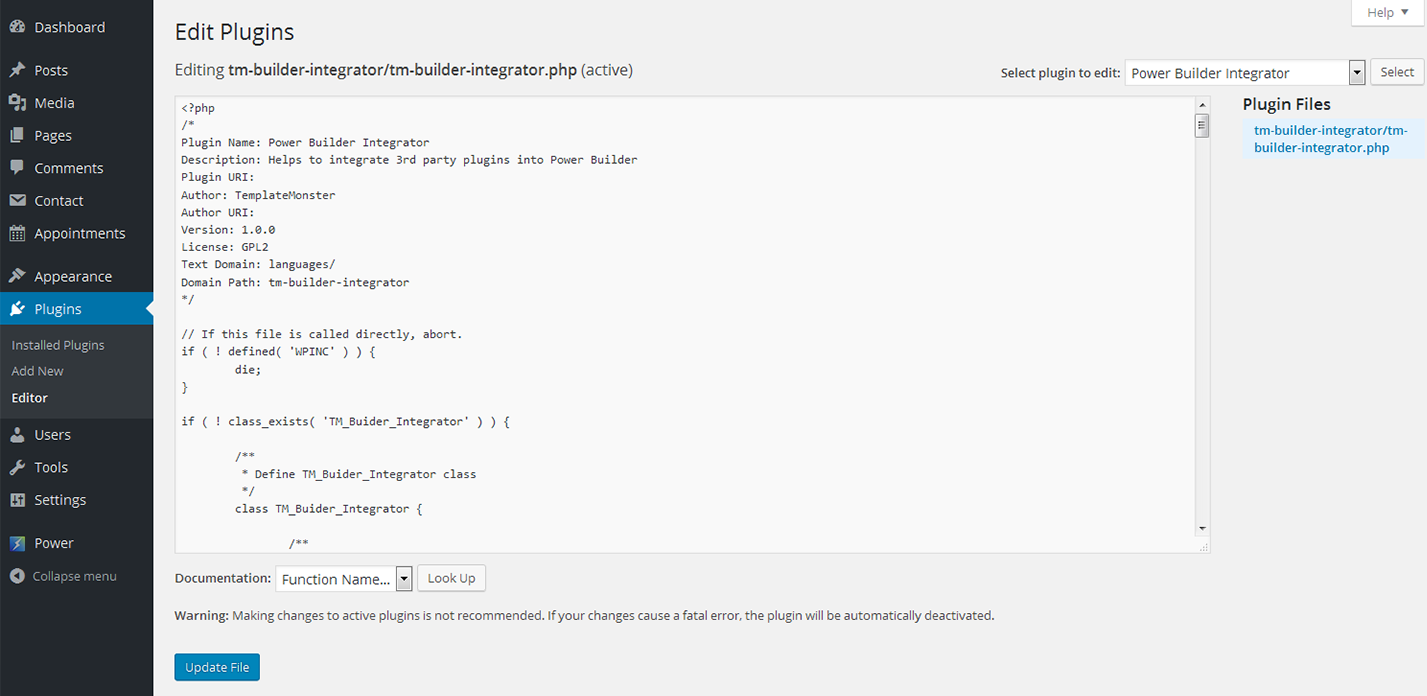 Dashboard
Posts
Media
Pages
Comments
Contact
Appointments
Appearance
Plugins
Installed Plugins
Add New
Editor
Users
Tools
Settings
Power
Collapse menu
Help
Edit Plugins
Editing tm-builder-integrator/tm-builder-integrator.php (active)
Select plugin to edit: Power Builder Integrator Select
<?php
/*
Plugin Name: Power Builder Integrator
Description: Helps to integrate 3rd party plugins into Power Builder
Plugin URI:
Author: TemplateMonster
Author URI:
Version: 1.0.0
License: GPL2
Text Domain: languages/
Domain Path: tm-builder-integrator
*/
// If this file is called directly, abort.
if ( ! defined( 'WPINC' ) ) {
die;
}
if ( ! class_exists( 'TM_Buider_Integrator' ) ) {
/**
* Define TM_Buider_Integrator class
*/
class TM_Buider_Integrator {
/**
Plugin Files
tm-builder-integrator/tm-
builder-integrator.php
Documentation: Function Name... Look Up
Warning: Making changes to active plugins is not recommended. If your changes cause a fatal error, the plugin will be automatically deactivated.
Update File